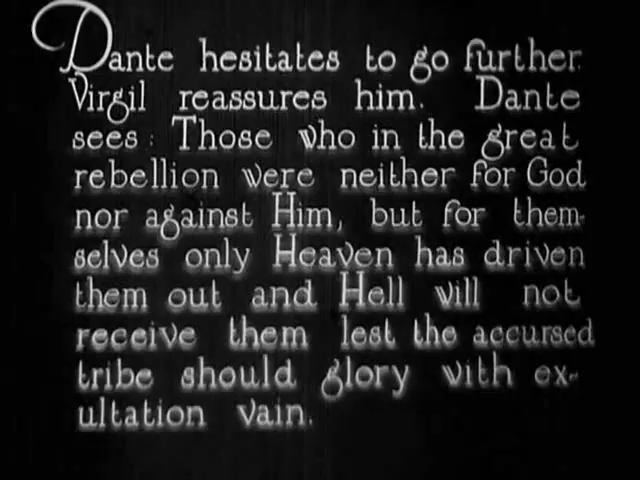 Dante hesitates to go further.
Virgil reassures him. Dante
sees: Those who in the great
rebellion were neither for God
nor against Him, but for them-
selves only Heaven has driven
them out and Hell will not
receive them lest the accursed
tribe should glory with ex-
ultation vain.